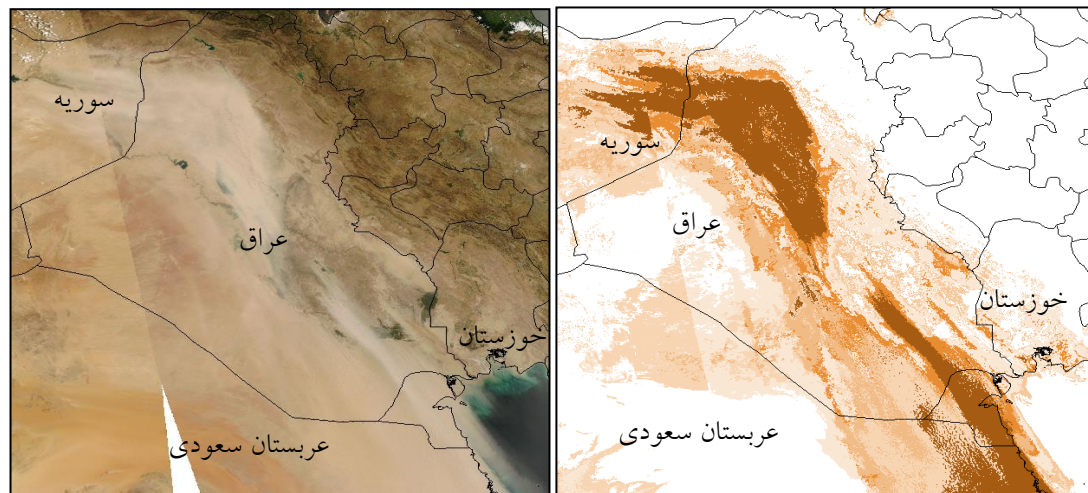 سوریه
عراق
خوزستان
عربستان سعودی
سوریه
عراق
خوزستان
عربستان سعودی